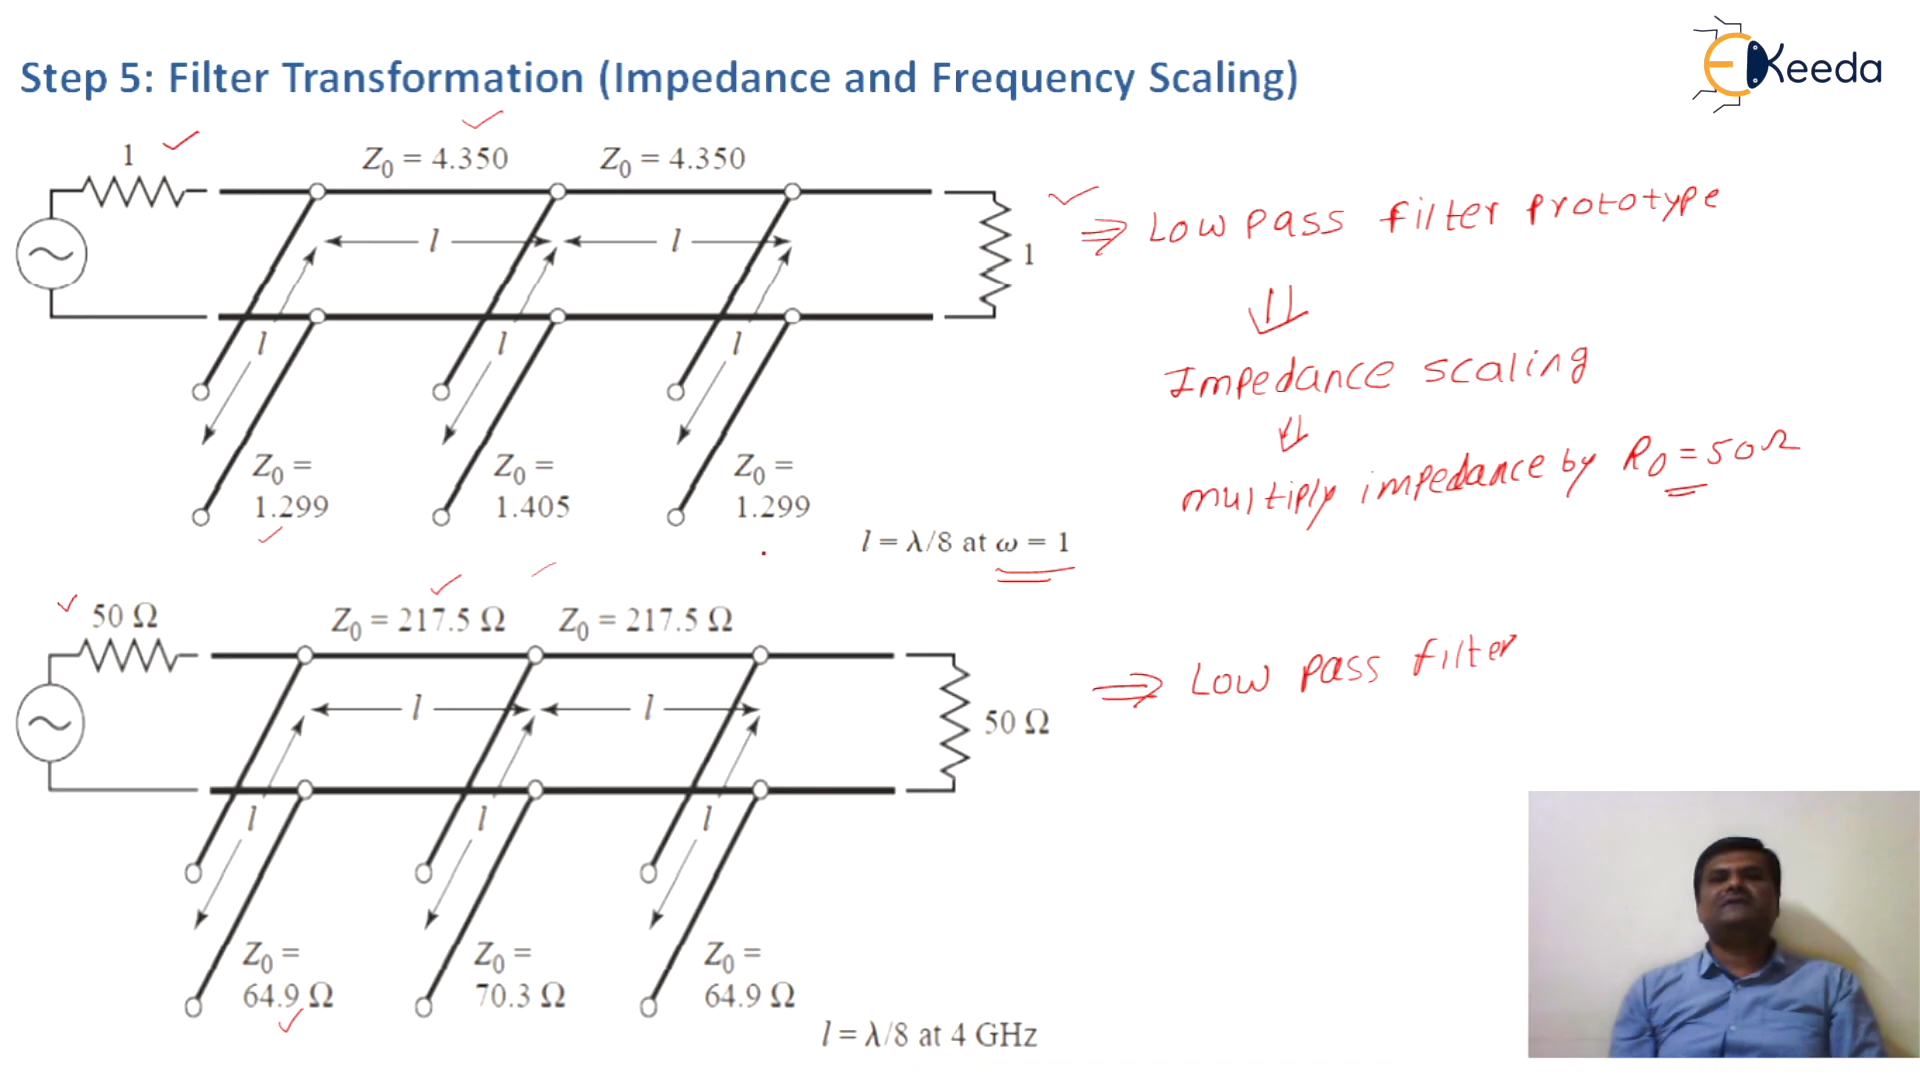 Step 5: Filter Transformation (Impedance and Frequency Scaling)
EKeeda
1
Z0 = 4.350
Z0 = 4.350
l
l
1
l
l
l
Z0 =
1.299
Z0 =
1.405
Z0 =
1.299
l = λ/8 at ω = 1
⇒ Low pass filter prototype
⇓
Impedance scaling
⇓
multiply impedance by R0 = 50Ω
50 Ω
Z0 = 217.5 Ω
Z0 = 217.5 Ω
l
l
50 Ω
l
l
l
Z0 =
64.9 Ω
Z0 =
70.3 Ω
Z0 =
64.9 Ω
l = λ/8 at 4 GHz
⇒ Low pass filter